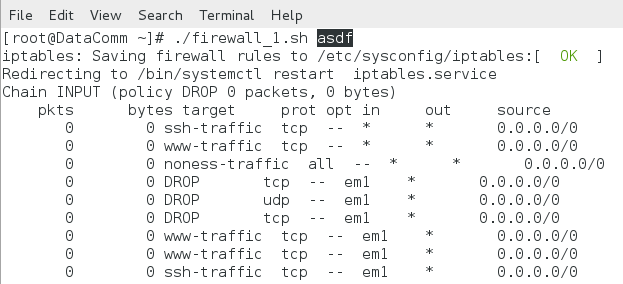 File Edit View Search Terminal Help
[root@DataComm ~]# ./firewall_1.sh asdf
iptables: Saving firewall rules to /etc/sysconfig/iptables:[  OK  ]
Redirecting to /bin/systemctl restart  iptables.service
Chain INPUT (policy DROP 0 packets, 0 bytes)
    pkts      bytes target     prot opt in     out     source
       0        0 ssh-traffic  tcp  --  *      *       0.0.0.0/0
       0        0 www-traffic  tcp  --  *      *       0.0.0.0/0
       0        0 noness-traffic  all  --  *      *       0.0.0.0/0
       0        0 DROP       tcp  --  em1    *       0.0.0.0/0
       0        0 DROP       udp  --  em1    *       0.0.0.0/0
       0        0 DROP       tcp  --  em1    *       0.0.0.0/0
       0        0 www-traffic  tcp  --  em1    *       0.0.0.0/0
       0        0 www-traffic  tcp  --  em1    *       0.0.0.0/0
       0        0 ssh-traffic  tcp  --  em1    *       0.0.0.0/0